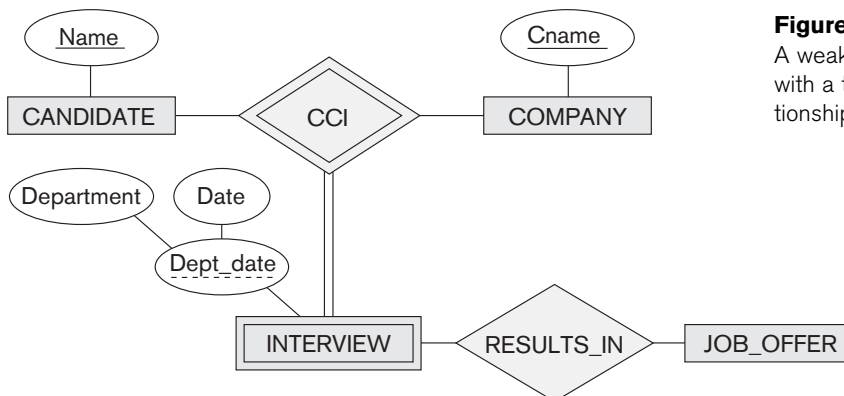 Name
Cname
Figure
A weak
with a t
tionship
CANDIDATE
CCI
COMPANY
Department
Date
Dept_date
INTERVIEW
RESULTS_IN
JOB_OFFER